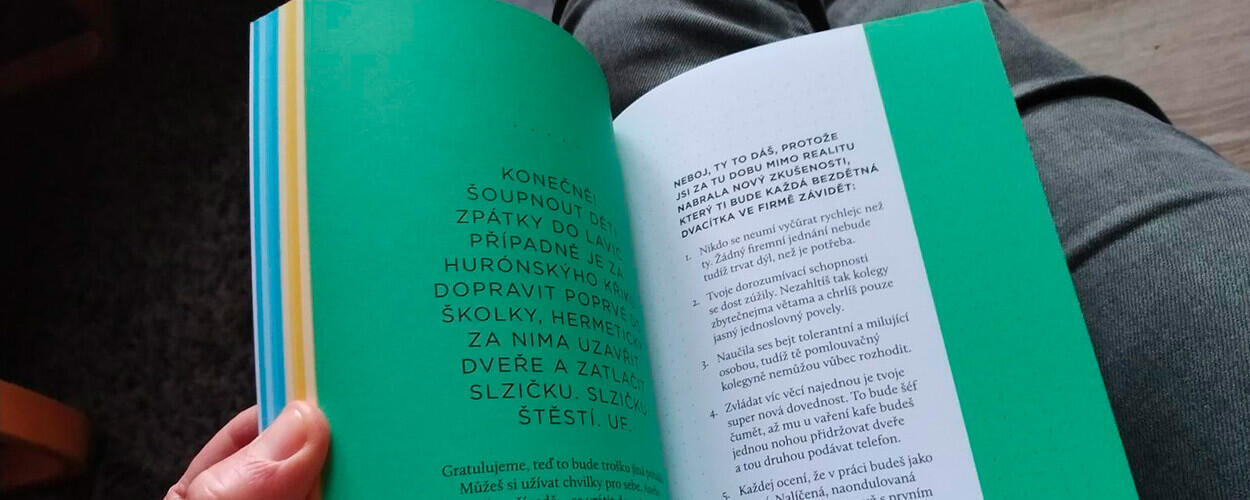 KONEČNĚ!
ŠOUPNOUT DĚTI
ZPÁTKY DO LAVIC
PŘÍPADNĚ JE ZA
HURÓNSKÝHO
DOPRAVIT POPRVÉ DO
ŠKOLKY, HERMETICKY
ZA NIMA UZAVŘÍT
DVEŘE A ZATLAČIT
SLZIČKU. SLZIČKU
ŠTĚSTÍ. UF.
Gratulujeme, teď to bude trošku jiná
Můžeš si užívat chvilky pro sebe.
NEBOJ, TY TO DÁŠ, PROTOŽE
JSI ZA TU DOBU MIMO REALITU
NABRALA NOVÝ ZKUŠENOSTI,
KTERÝ TI BUDE KAŽDÁ BEZDĚTNÁ
DVACÍTKA VE FIRMĚ ZÁVIDĚT:
1. Nikdo se neumí vyčůrat rychlejc než
ty. Žádný firemní jednání nebude
tudíž trvat dýl, než je potřeba.
2. Tvoje dorozumívací schopnosti
se dost zúžily. Nezahltíš tak kolegy
zbytečnejma větama a chrlíš pouze
jasný jednoslovný povely.
3. Naučila ses bejt tolerantní a milující
osobou, tudíž tě pomlouvačný
kolegyně nemůžou vůbec rozhodit.
4. Zvládat víc věcí najednou je tvoje
super nová dovednost. To bude šéf
čumět, až mu u vaření kafe budeš
jednou nohou přidržovat dveře
a tou druhou podávat telefon.
5. Každej ocení, že v práci budeš jako
Nalíčená, naondulovaná
s prvním